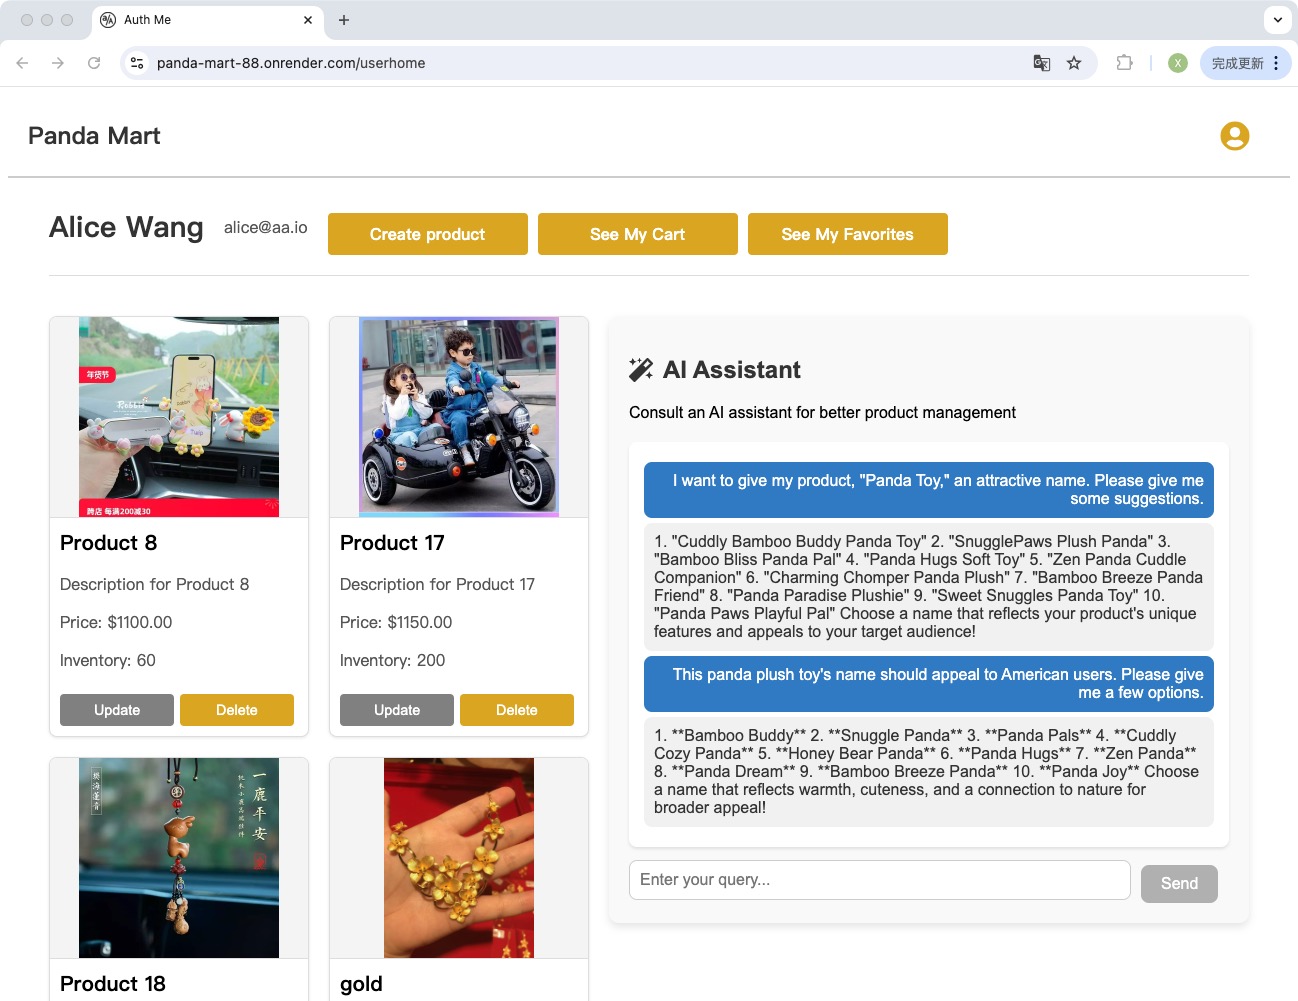 Auth Me
panda-mart-88.onrender.com/userhome
X
完成更新
Panda Mart
Alice Wang
alice@aa.io
Create product
See My Cart
See My Favorites
年货节
跨店 每满200减30
Product 8
Description for Product 8
Price: $1100.00
Inventory: 60
Update
Delete
Product 17
Description for Product 17
Price: $1150.00
Inventory: 200
Update
Delete
一鹿平安
Product 18
gold
AI Assistant
Consult an AI assistant for better product management
I want to give my product, "Panda Toy," an attractive name. Please give me
some suggestions.
1. "Cuddly Bamboo Buddy Panda Toy" 2. "SnugglePaws Plush Panda" 3.
"Bamboo Bliss Panda Pal" 4. "Panda Hugs Soft Toy" 5. "Zen Panda Cuddle
Companion" 6. "Charming Chomper Panda Plush" 7. "Bamboo Breeze Panda
Friend" 8. "Panda Paradise Plushie" 9. "Sweet Snuggles Panda Toy" 10.
"Panda Paws Playful Pal" Choose a name that reflects your product's unique
features and appeals to your target audience!
This panda plush toy's name should appeal to American users. Please give
me a few options.
1. **Bamboo Buddy** 2. **Snuggle Panda** 3. **Panda Pals** 4. **Cuddly
Cozy Panda** 5. **Honey Bear Panda** 6. **Panda Hugs** 7. **Zen Panda**
8. **Panda Dream** 9. **Bamboo Breeze Panda** 10. **Panda Joy** Choose
a name that reflects warmth, cuteness, and a connection to nature for
broader appeal!
Enter your query...
Send